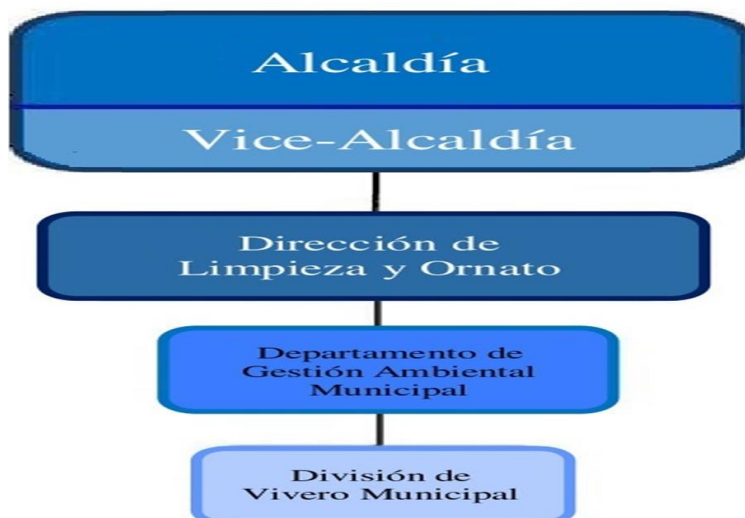 Alcaldía
Vice-Alcaldía
Dirección de
Limpieza y Ornato
Departamento de
Gestión Ambiental
Municipal
División de
Vivero Municipal